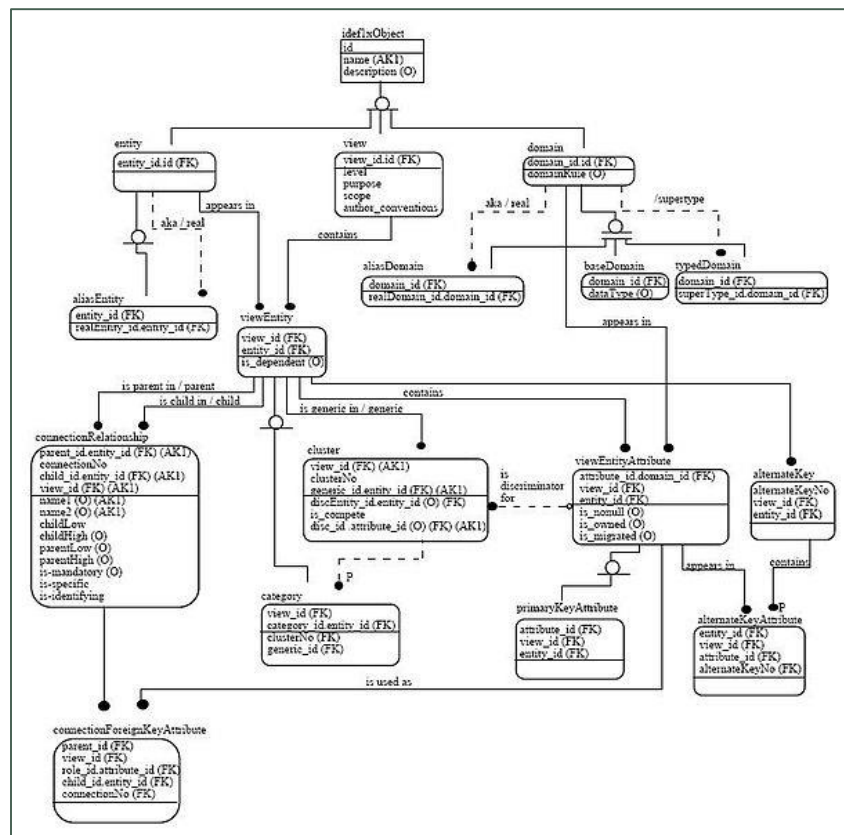 idef1xObject
id
name (AK1)
description (O)
entity
entity_id.id (FK)
view
view_id.id (FK)
level
purpose
scope
author_conventions
domain
domain_id.id (FK)
domainRule (O)
appears in
aka / real
contains
aka / real
/supertype
aliasEntity
entity_id (FK)
realEntity_id.entity_id (FK)
aliasDomain
domain_id (FK)
realDomain_id.domain_id (FK)
baseDomain
domain_id (FK)
dataType (O)
typedDomain
domain_id (FK)
superType_id.domain_id (FK)
viewEntity
view_id (FK)
entity_id (FK)
is_dependent (O)
appears in
is parent in / parent
is child in / child
is generic in / generic
contains
connectionRelationship
parent_id.entity_id (FK) (AK1)
connectionNo
child_id.entity_id (FK) (AK1)
view_id (FK) (AK1)
name1 (O) (AK1)
name2 (O) (AK1)
childLow
childHigh (O)
parentLow (O)
parentHigh (O)
is-mandatory (O)
is-specific
is-identifying
cluster
view_id (FK) (AK1)
clusterNo
generic_id.entity_id (FK) (AK1)
discEntity_id.entity_id (O) (FK)
is_compete
disc_id .attribute_id (O) (FK) (AK1)
is
discriminator
for
viewEntityAttribute
attribute_id.domain_id (FK)
view_id (FK)
entity_id (FK)
is_nonull (O)
is_owned (O)
is_migrated (O)
alternateKey
alternateKeyNo
view_id (FK)
entity_id (FK)
appears in
contains
P
category
view_id (FK)
category_id.entity_id (FK)
clusterNo (FK)
generic_id (FK)
primaryKeyAttribute
attribute_id (FK)
view_id (FK)
entity_id (FK)
P
alternateKeyAttribute
entity_id (FK)
view_id (FK)
attribute_id (FK)
alternateKeyNo (FK)
is used as
connectionForeignKeyAttribute
parent_id (FK)
view_id (FK)
role_id.attribute_id (FK)
child_id.entity_id (FK)
connectionNo (FK)